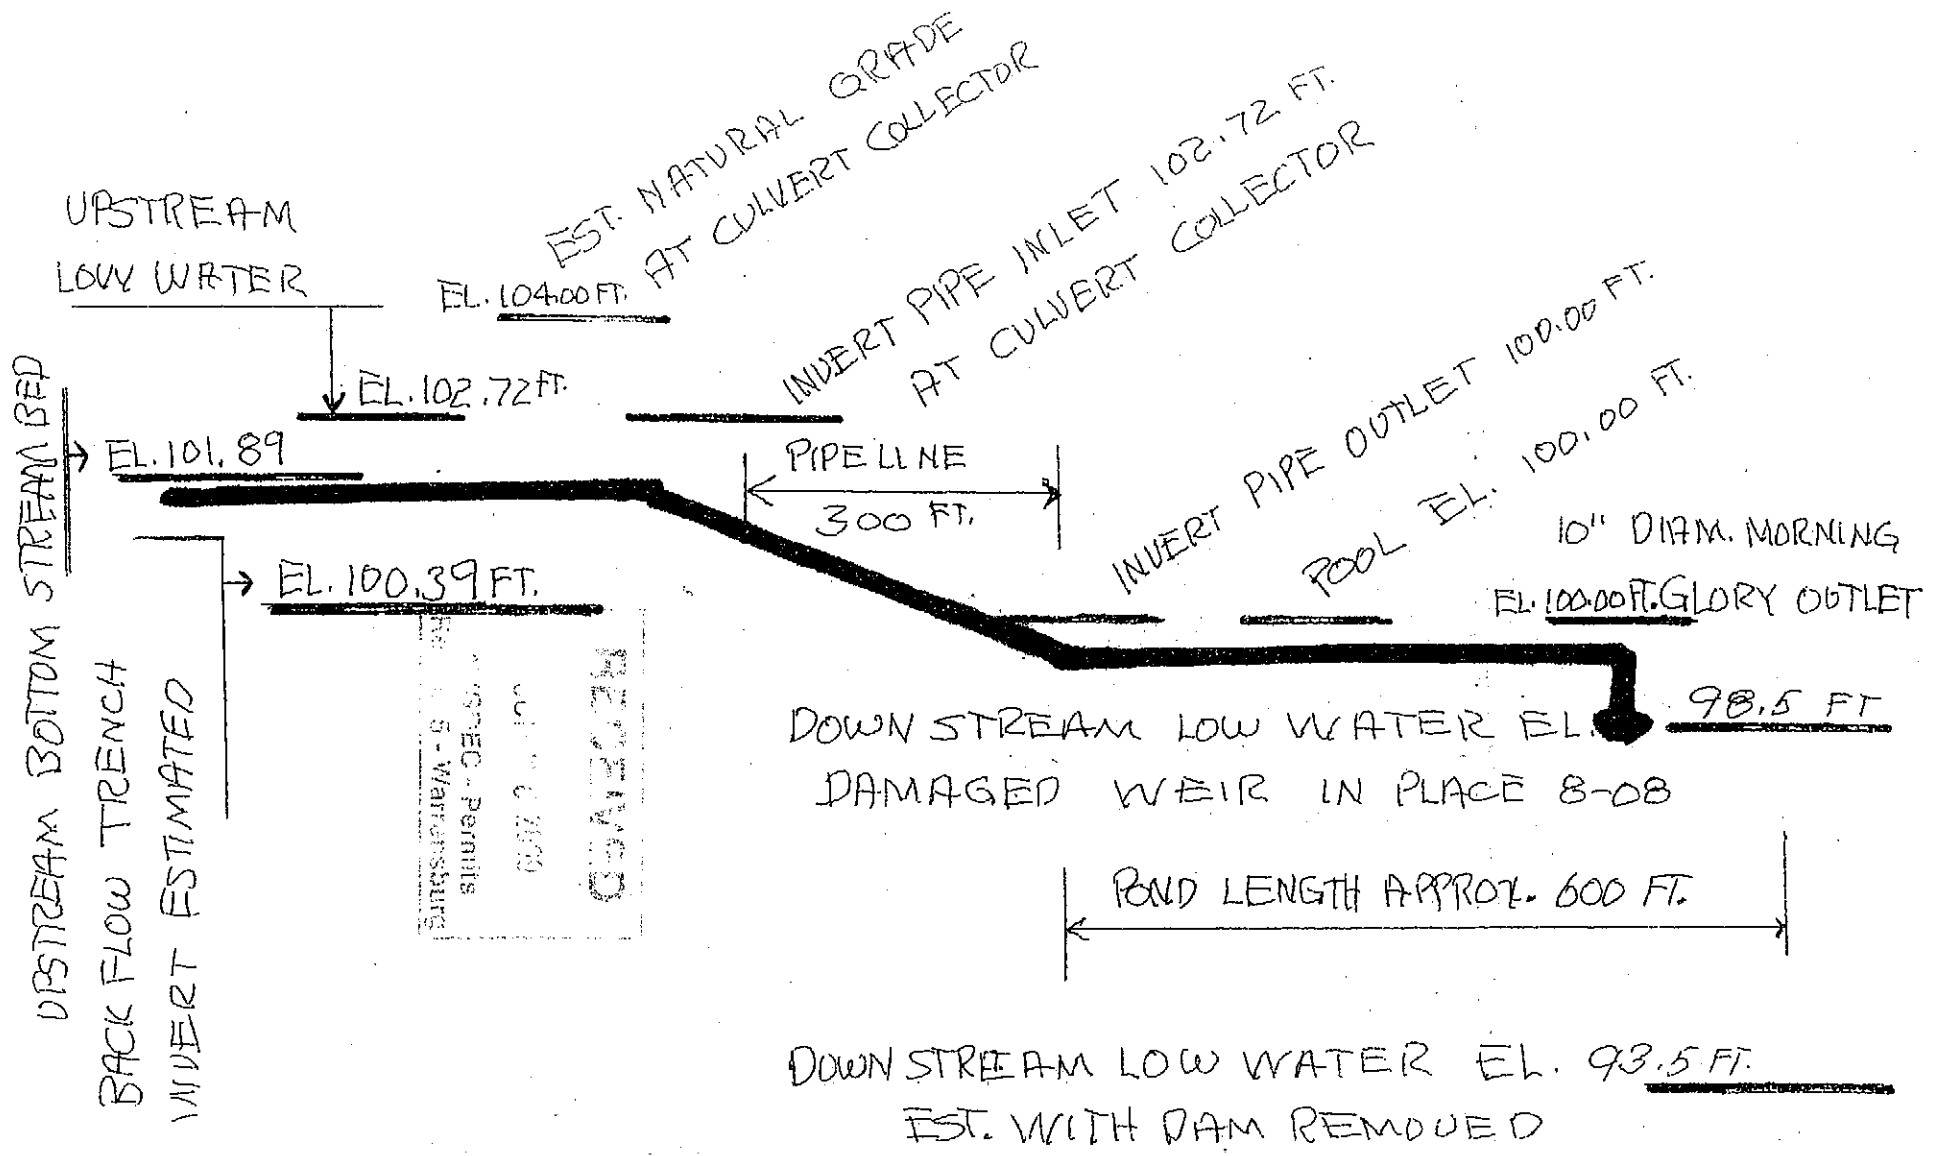 EST. NATURAL GRADE
AT CULVERT COLLECTOR
EL. 104.00 FT.
UPSTREAM
LOW WATER
EL. 102.72 FT.
INVERT PIPE INLET 102.72 FT.
AT CULVERT COLLECTOR
UPSTREAM BOTTOM STREAM BED
EL. 101.89
PIPE LINE
300 FT.
INVERT PIPE OUTLET 100.00 FT.
POOL EL. 100.00 FT.
10" DIAM. MORNING
EL. 100.00 FT. GLORY OUTLET
BACK FLOW TRENCH
INVERT ESTIMATED
EL. 100.39 FT.
RECEIVED
- Permits
5 - Warrensburg
DOWN STREAM LOW WATER EL. 98.5 FT
DAMAGED WEIR IN PLACE 8-08
POND LENGTH APPROX. 600 FT.
DOWN STREAM LOW WATER EL. 93.5 FT.
EST. WITH DAM REMOVED